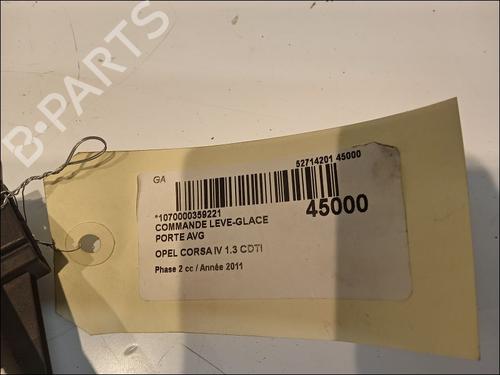 B-PARTS
GA
52714201 45000
*1070000359221
45000
COMMANDE LEVE-GLACE
PORTE AVG
OPEL CORSA IV 1.3 CDTI
Phase 2 cc / Année 2011